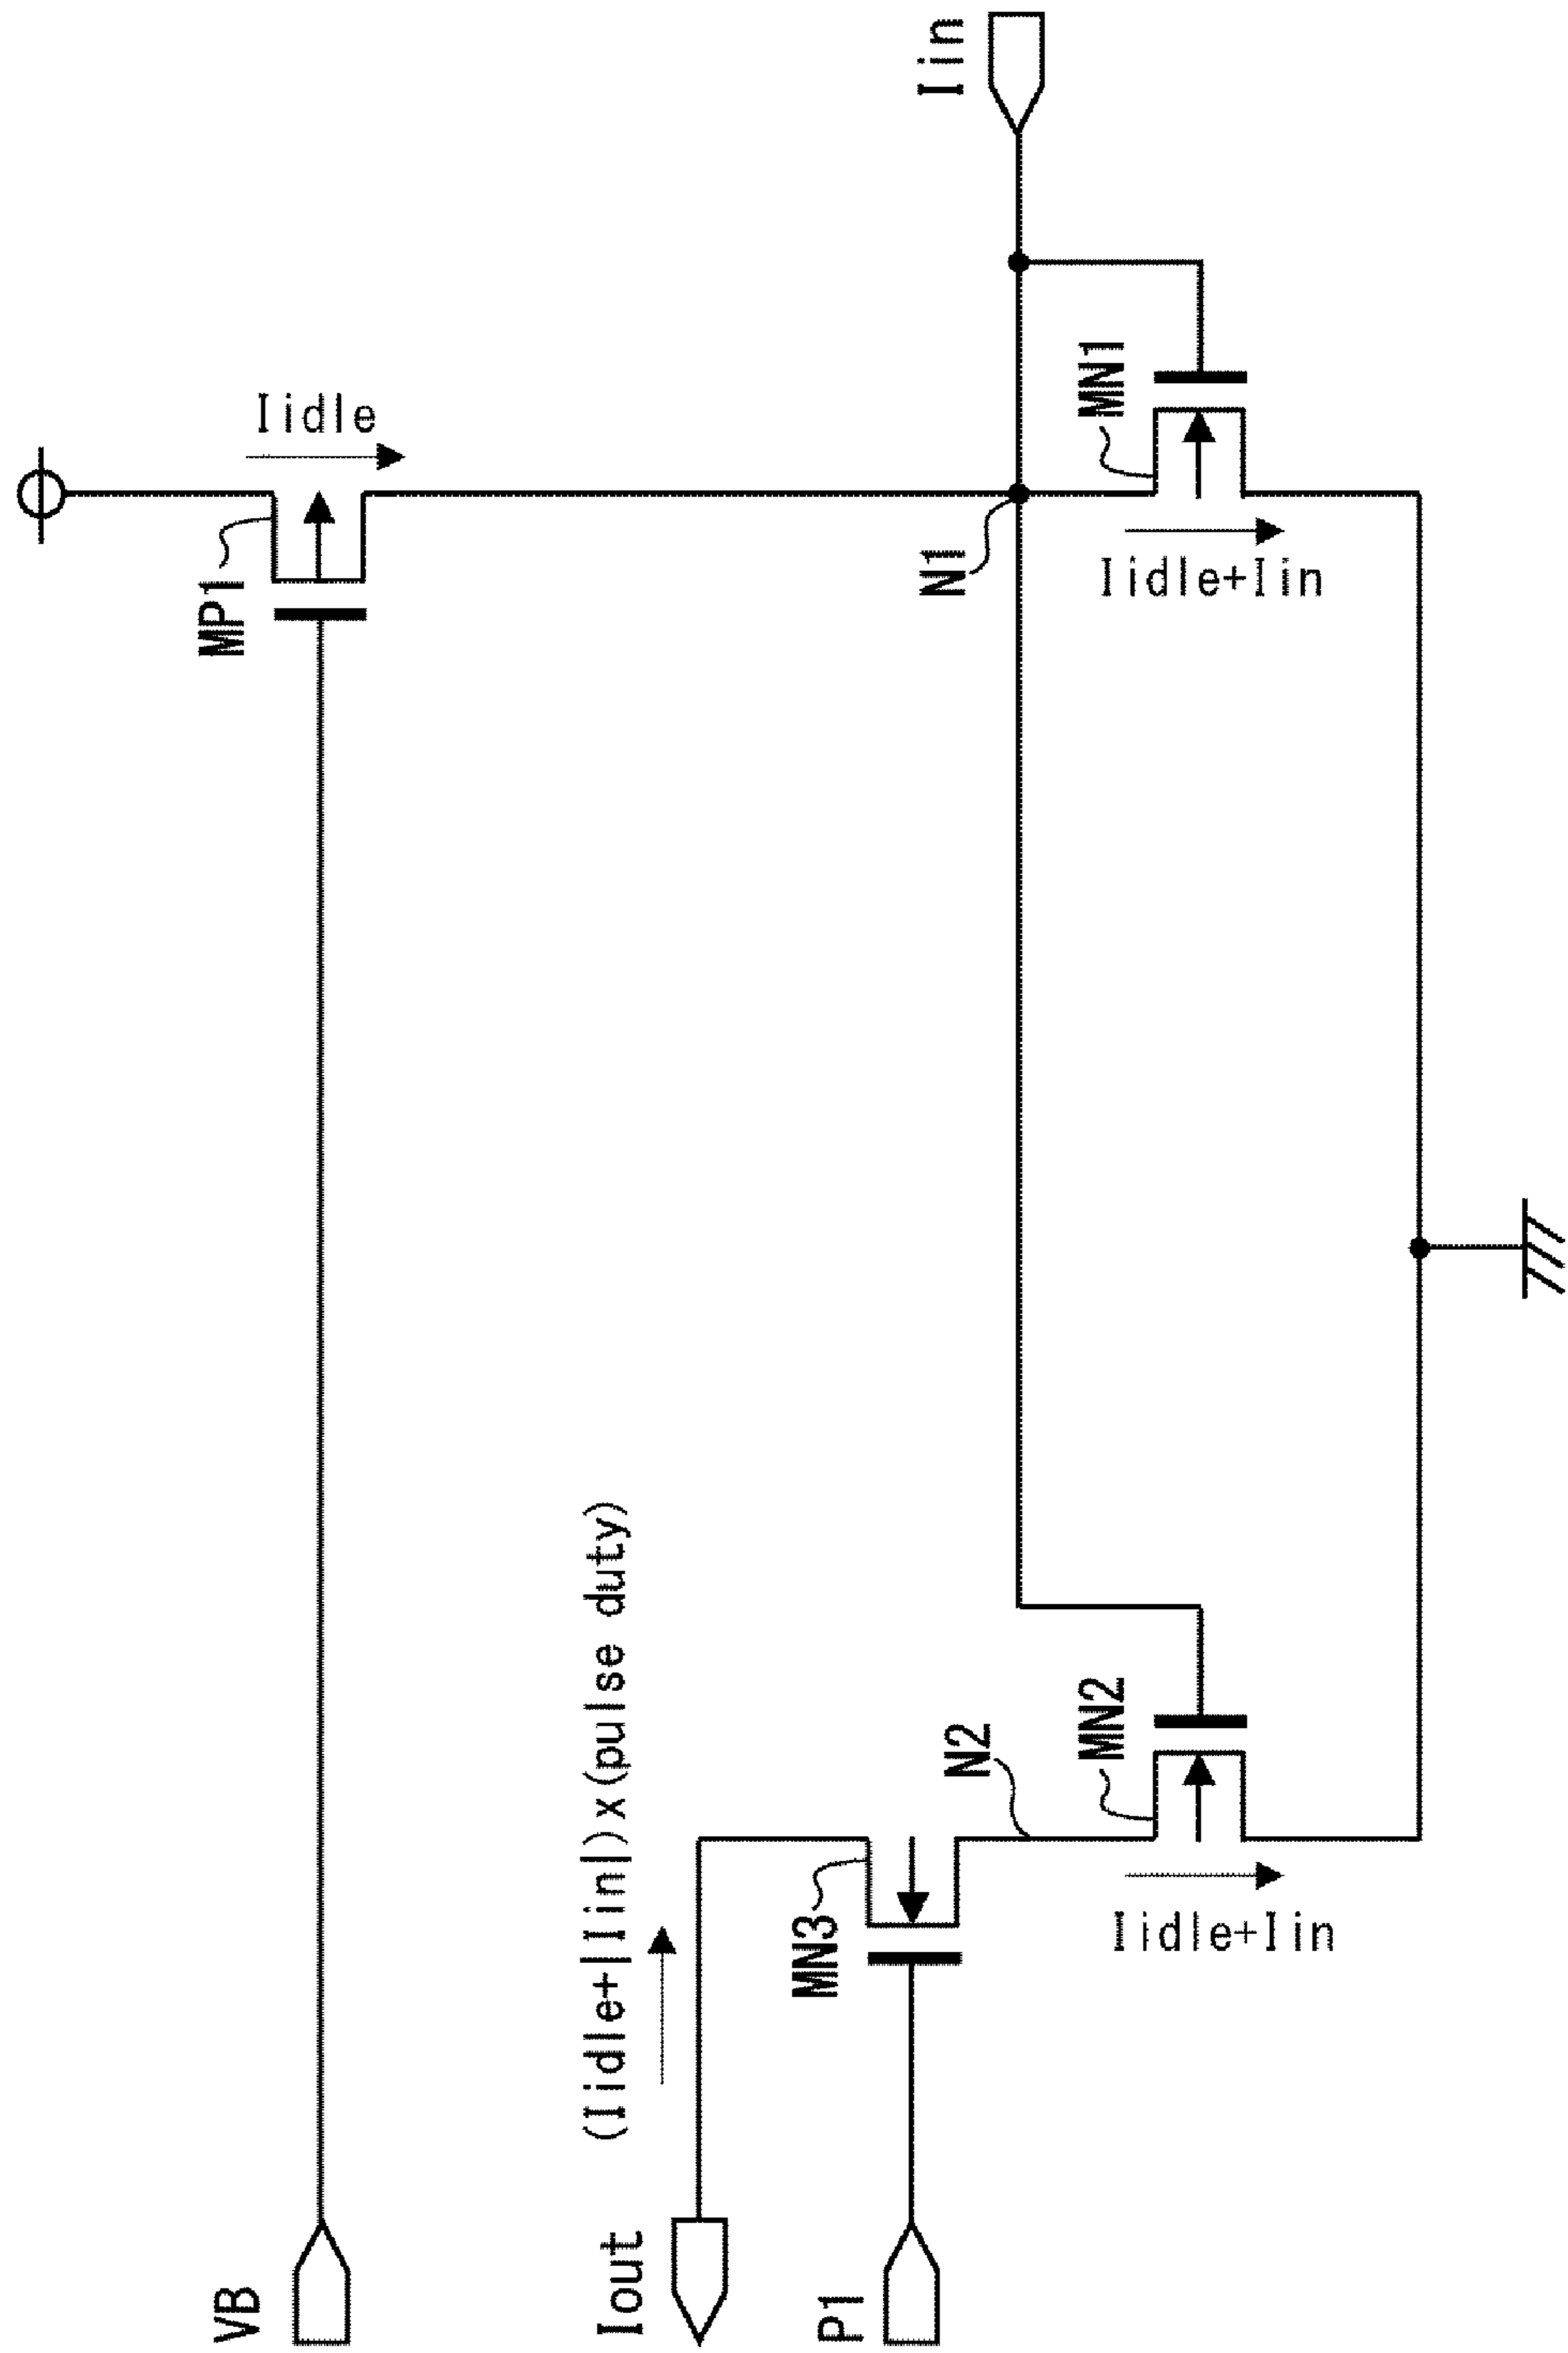 VB
MP1
Iidle
Iout
(Iidle+|Iin|)x(pulse duty)
P1
MN3
N2
MN2
Iidle+Iin
N1
Iin
MN1
Iidle+Iin